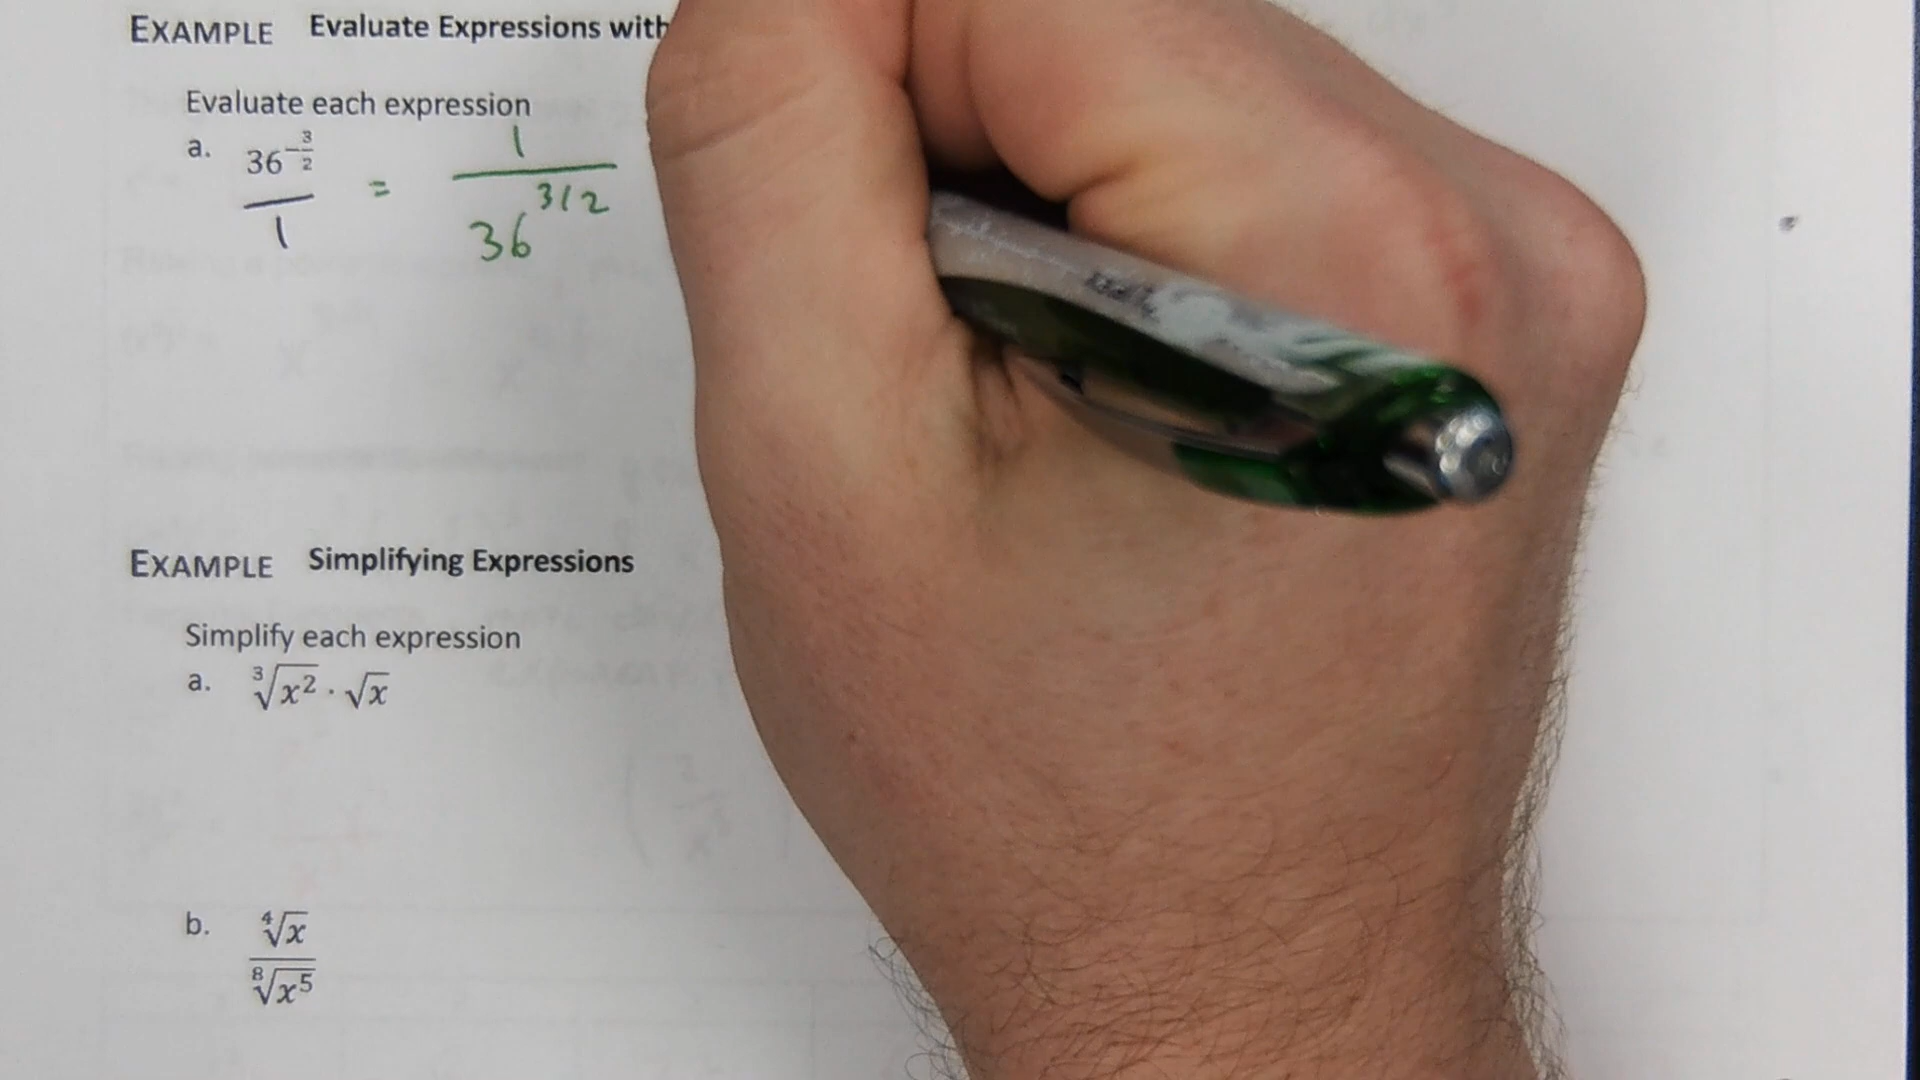 EXAMPLE Evaluate Expressions with
Evaluate each expression
a. 36^{-\frac{3}{2}} / 1 = 1 / 36^{3/2}
EXAMPLE Simplifying Expressions
Simplify each expression
a. ∛x² · √x
b. ∜x / ⁸√x⁵